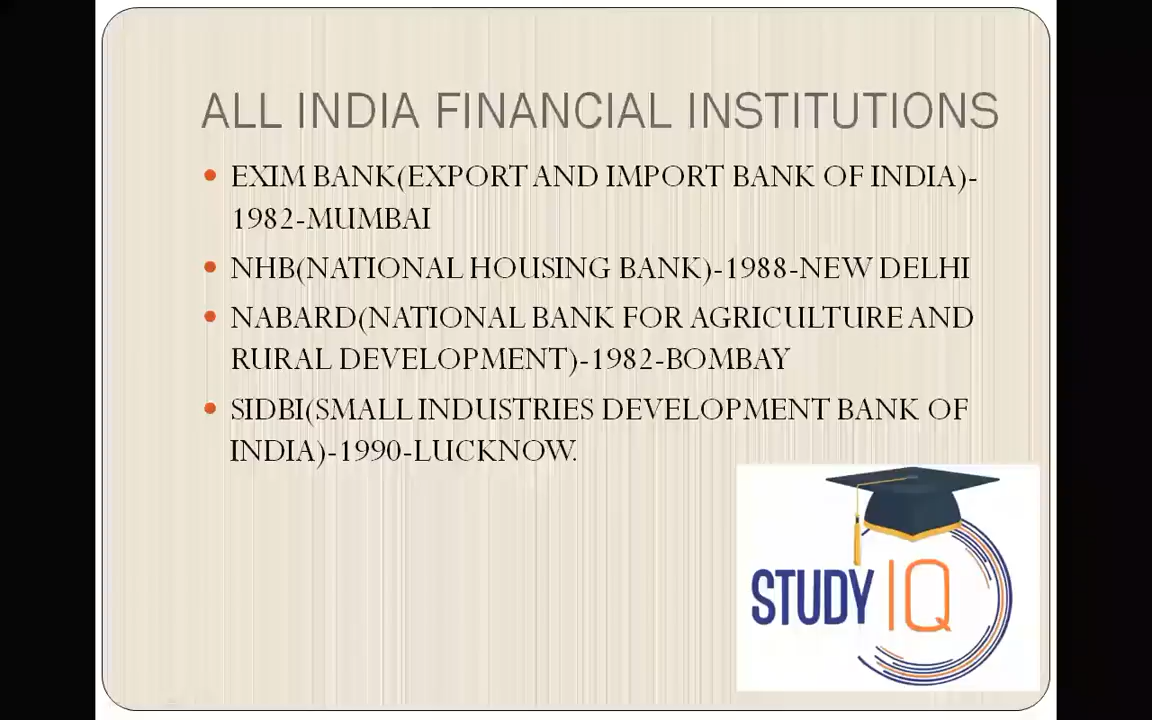 ALL INDIA FINANCIAL INSTITUTIONS
• EXIM BANK(EXPORT AND IMPORT BANK OF INDIA)-
1982-MUMBAI
• NHB(NATIONAL HOUSING BANK)-1988-NEW DELHI
• NABARD(NATIONAL BANK FOR AGRICULTURE AND
RURAL DEVELOPMENT)-1982-BOMBAY
• SIDBI(SMALL INDUSTRIES DEVELOPMENT BANK OF
INDIA)-1990-LUCKNOW.
STUDY IQ